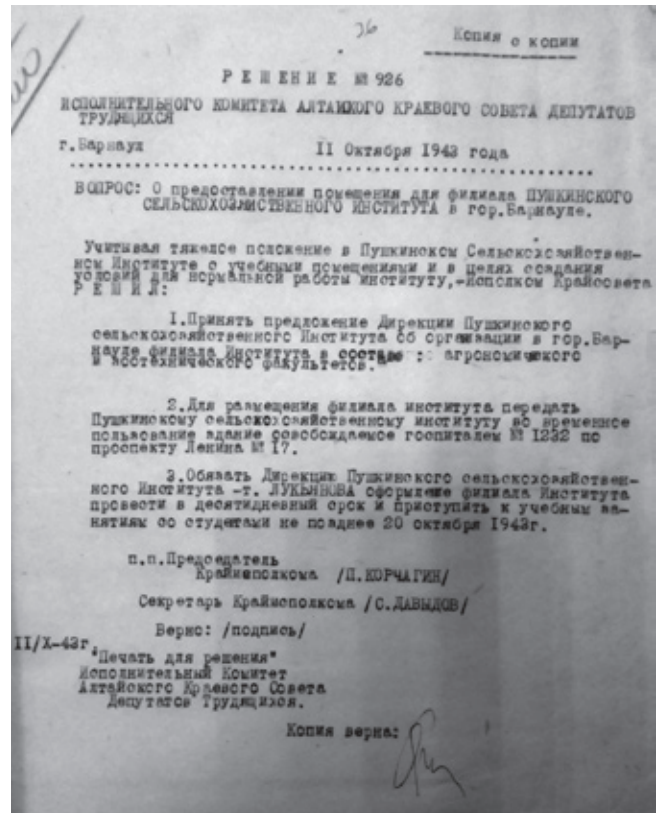 26
Копия с копии
РЕШЕНИЕ № 926
ИСПОЛНИТЕЛЬНОГО КОМИТЕТА АЛТАЙСКОГО КРАЕВОГО СОВЕТА ДЕПУТАТОВ
ТРУДЯЩИХСЯ
г.Барнаул II Октября 1943 года
ВОПРОС: О предоставлении помещения для филиала ПУШКИНСКОГО
СЕЛЬСКОХОЗЯЙСТВЕННОГО ИНСТИТУТА в гор.Барнауле.
Учитывая тяжелое положение в Пушкинском Сельскохозяйствен-
ном Институте с учебными помещениями и в целях создания
условий для нормальной работы институту,-Исполком Крайсовета
РЕШИЛ:
I.Принять предложение Дирекции Пушкинского
сельскохозяйственного Института об организации в гор.Бар-
науле филиала Института в составе : агрономического
и зоотехнического факультетов.
2.Для размещения филиала института передать
Пушкинскому сельскохозяйственному институту во временное
пользование здание освобождаемое госпиталем № 1232 по
проспекту Ленина № 17.
3.Обязать Дирекцию Пушкинского сельскохозяйствен-
ного Института -т. ЛУКЬЯНОВА оформление филиала Института
провести в десятидневный срок и приступить к учебным за-
нятиям со студентами не позднее 20 октября 1943г.
п.п.Председатель
Крайисполкома /П.КОРЧАГИН/
Секретарь Крайисполкома /С.ДАВЫДОВ/
Верно: /подпись/
II/X-43г.
"Печать для решения"
Исполнительный Комитет
Алтайского Краевого Совета
Депутатов Трудящихся.
Копия верна: